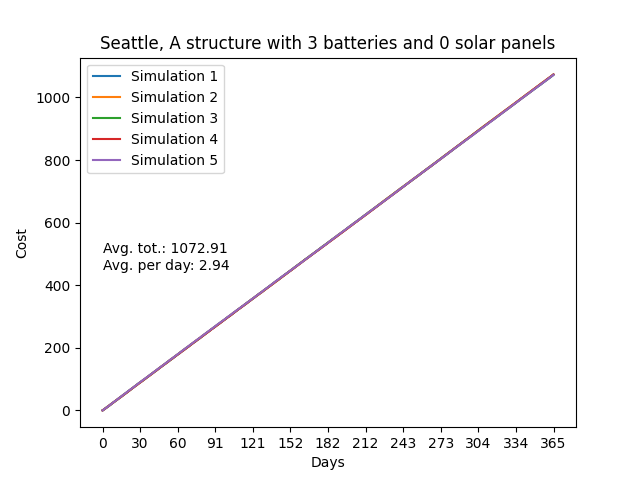 Seattle, A structure with 3 batteries and 0 solar panels
Simulation 1
Simulation 2
Simulation 3
Simulation 4
Simulation 5
Avg. tot.: 1072.91
Avg. per day: 2.94
Cost
1000
800
600
400
200
0
0 30 60 91 121 152 182 212 243 273 304 334 365
Days